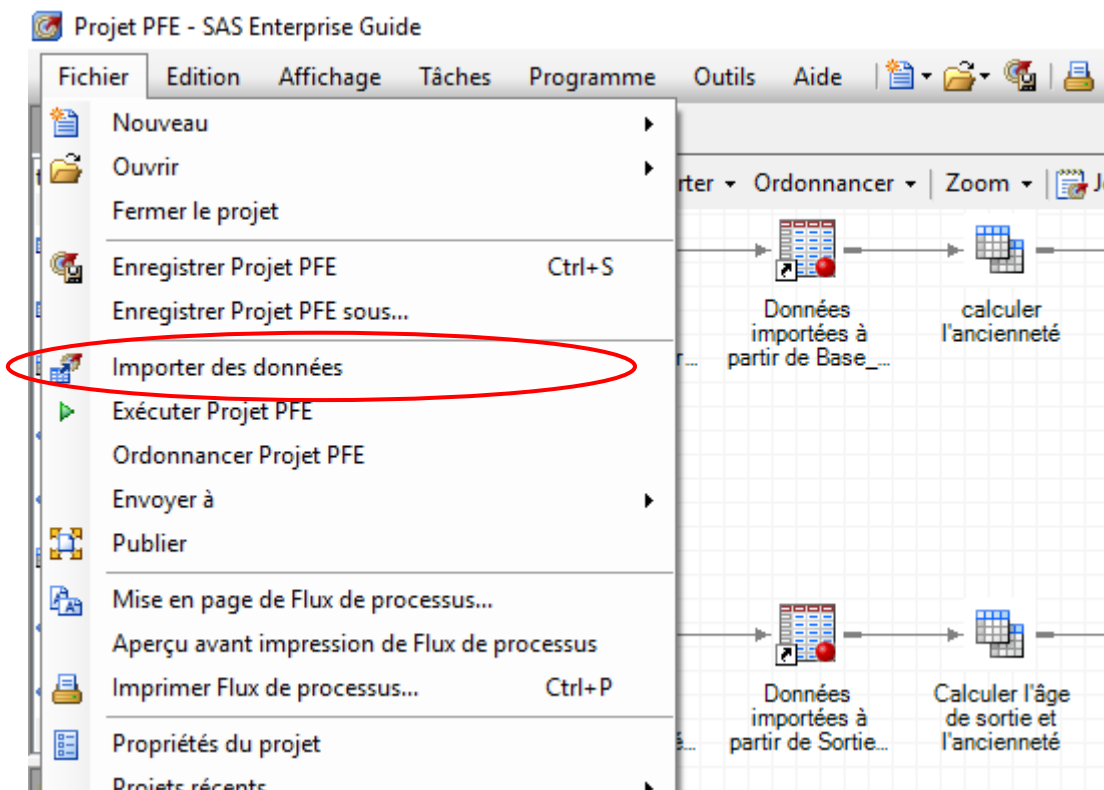 Projet PFE - SAS Enterprise Guide
Fichier Edition Affichage Tâches Programme Outils Aide
Nouveau
Ouvrir
Fermer le projet
Enregistrer Projet PFE Ctrl+S
Enregistrer Projet PFE sous...
Importer des données
Exécuter Projet PFE
Ordonnancer Projet PFE
Envoyer à
Publier
Mise en page de Flux de processus...
Aperçu avant impression de Flux de processus
Imprimer Flux de processus... Ctrl+P
Propriétés du projet
Projets récents
rter Ordonnancer Zoom
Données
importées à
partir de Base_...
calculer
l'ancienneté
Données
importées à
partir de Sortie...
Calculer l'âge
de sortie et
l'ancienneté